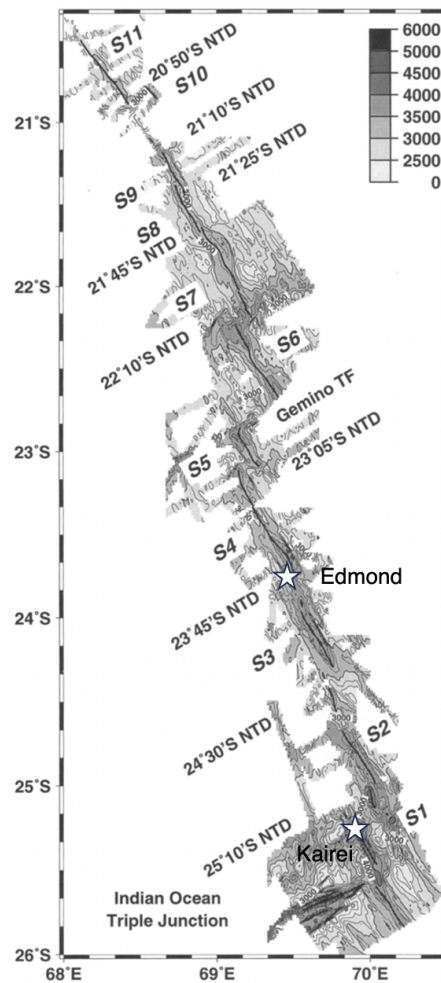 S11
20°50'S NTD
S10
6000
5000
4500
4000
3500
3000
2500
0
21°S
21°10'S NTD
21°25'S NTD
S9
S8
21°45'S NTD
22°S
S7
22°10'S NTD
S6
Gemino TF
23°S
S5
23°05'S NTD
S4
Edmond
24°S
23°45'S NTD
S3
3000
S2
24°30'S NTD
25°S
S1
Kairei
25°10'S NTD
4000
Indian Ocean
Triple Junction
26°S
68°E
69°E
70°E